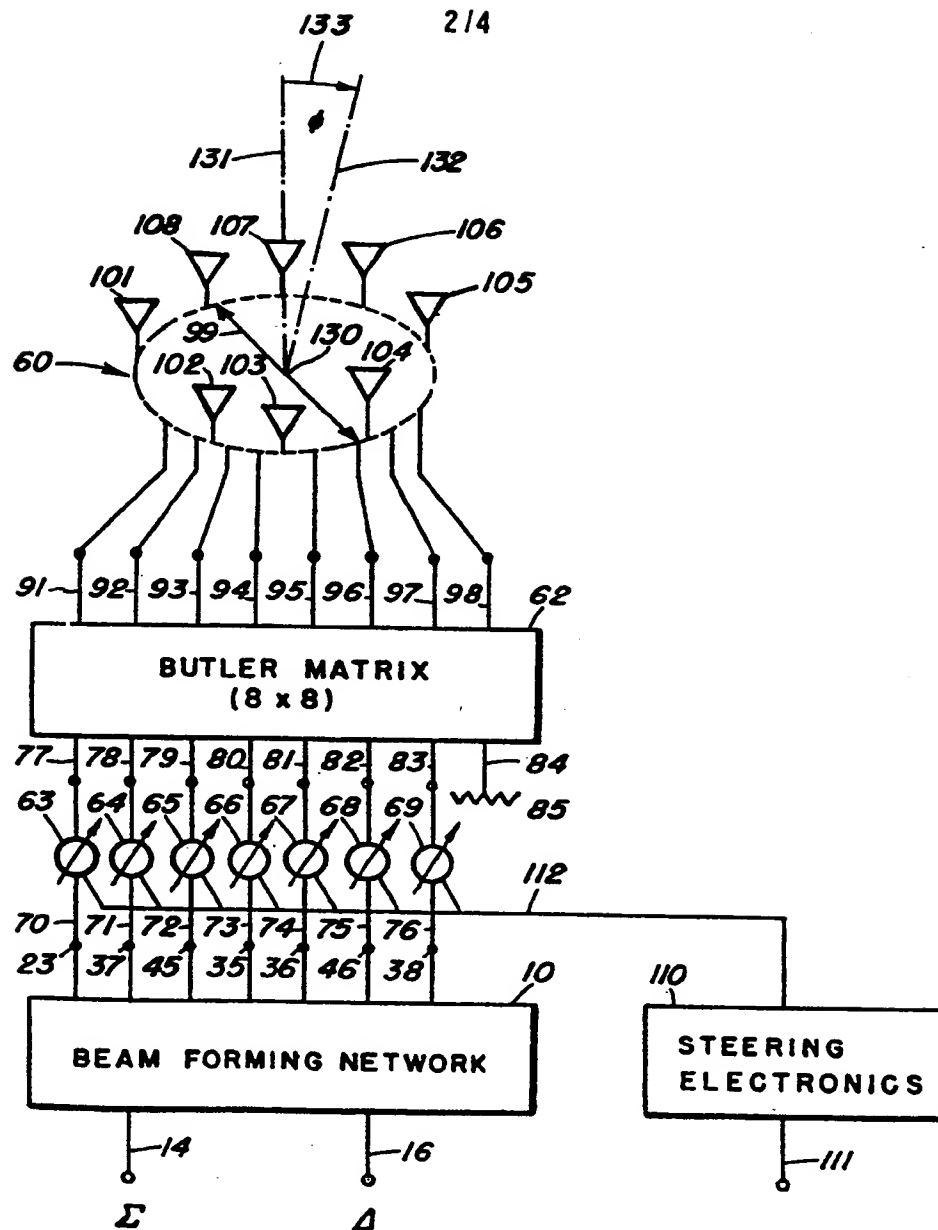 2/4
133
ϕ
131
132
107
108
106
101
105
99
130
104
60
102
103
91 92 93 94 95 96 97 98
62
BUTLER MATRIX
(8 x 8)
77 78 79 80 81 82 83
84
63 64 65 66 67 68 69
85
112
70 71 72 73 74 75 76
23 37 45 35 36 46 38
10
110
BEAM FORMING NETWORK
STEERING
ELECTRONICS
14
16
111
Σ
Δ